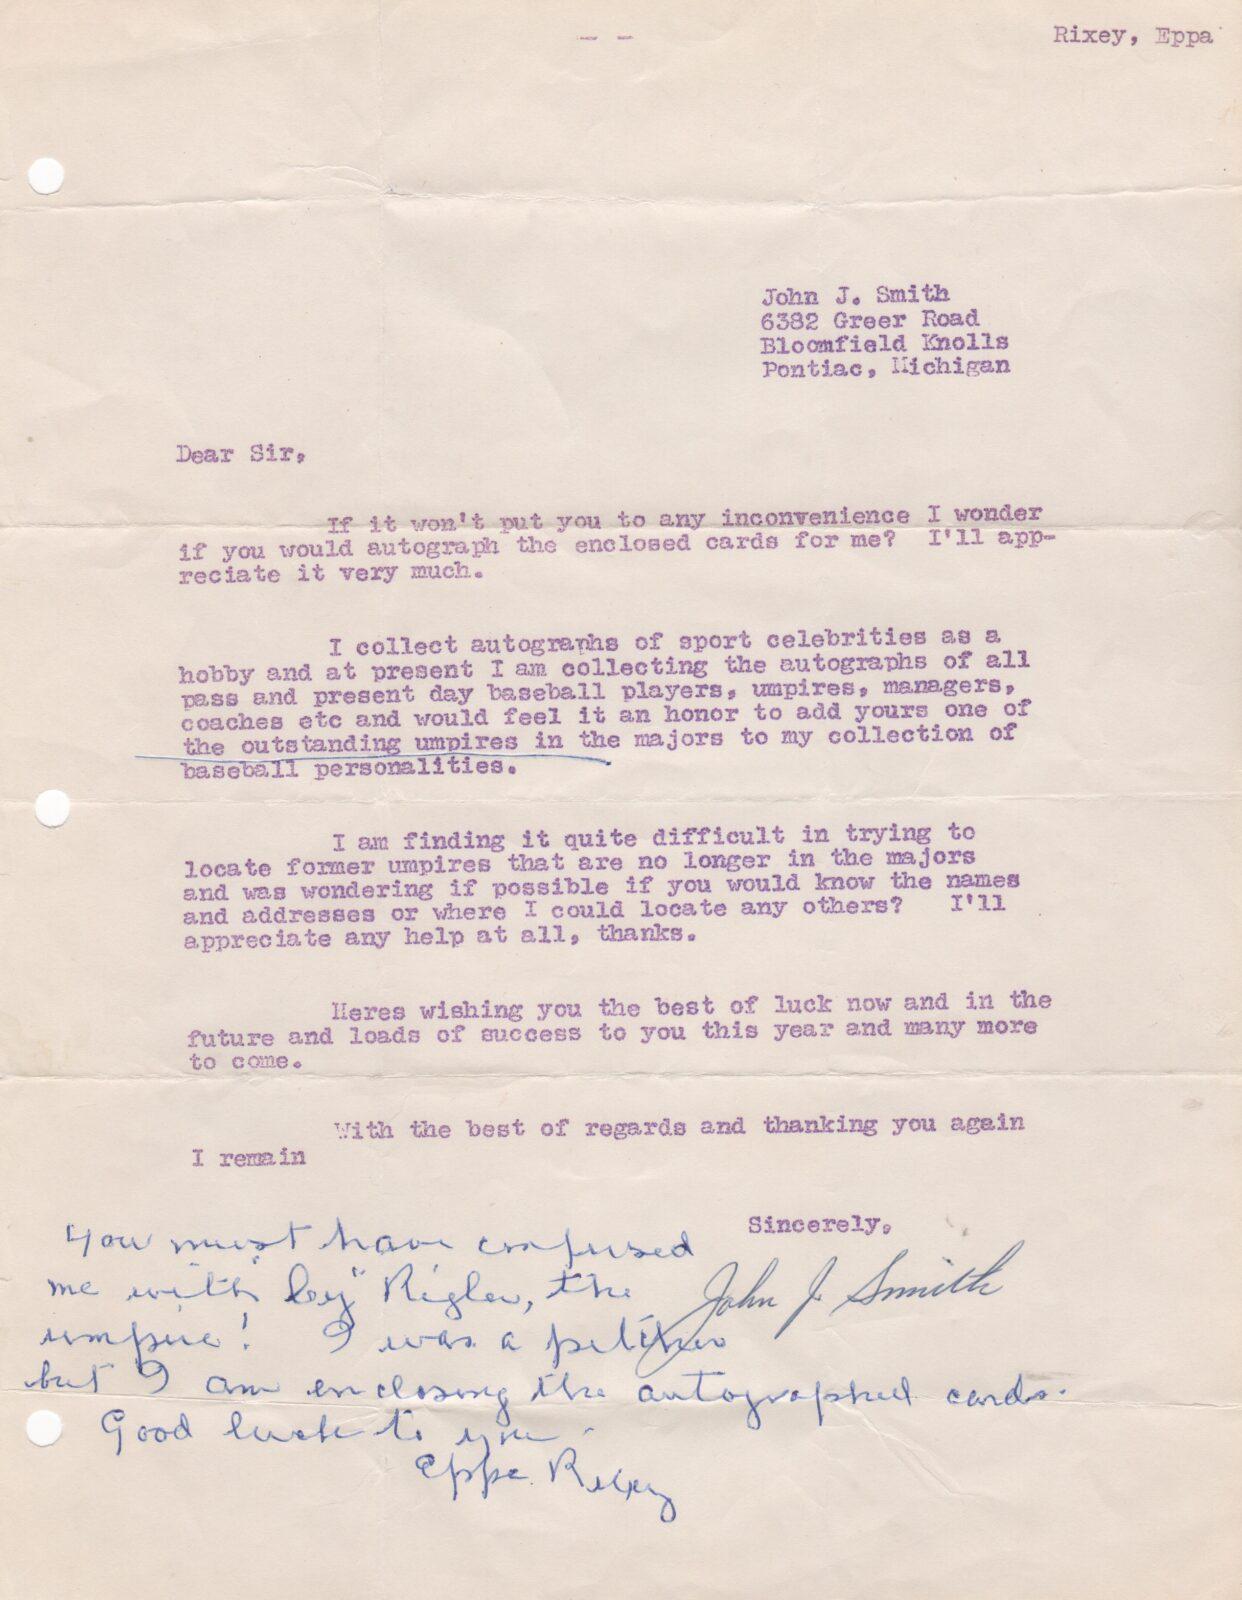 - -
Rixey, Eppa
John J. Smith
6382 Greer Road
Bloomfield Knolls
Pontiac, Michigan
Dear Sir,
If it won't put you to any inconvenience I wonder
if you would autograph the enclosed cards for me? I'll app-
reciate it very much.
I collect autographs of sport celebrities as a
hobby and at present I am collecting the autographs of all
pass and present day baseball players, umpires, managers,
coaches etc and would feel it an honor to add yours one of
the outstanding umpires in the majors to my collection of
baseball personalities.
I am finding it quite difficult in trying to
locate former umpires that are no longer in the majors
and was wondering if possible if you would know the names
and addresses or where I could locate any others? I'll
appreciate any help at all, thanks.
Heres wishing you the best of luck now and in the
future and loads of success to you this year and many more
to come.
With the best of regards and thanking you again
I remain
Sincerely,
John J. Smith
You must have confused
me with "Cy" Rigler, the
umpire! I was a pitcher
but I am enclosing the autographed cards.
Good luck to you.
Eppa Rixey